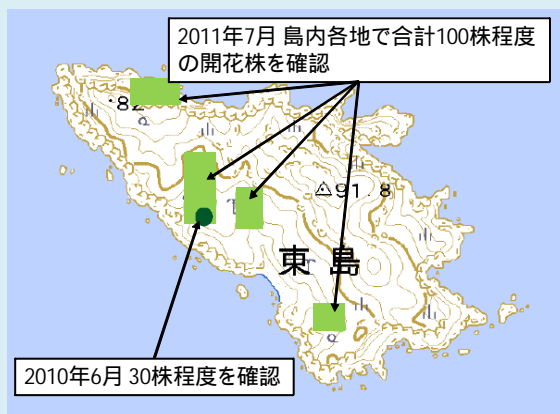 2011年7月 島内各地で合計100株程度
の開花株を確認
・82
△91.8
東 島
2010年6月 30株程度を確認